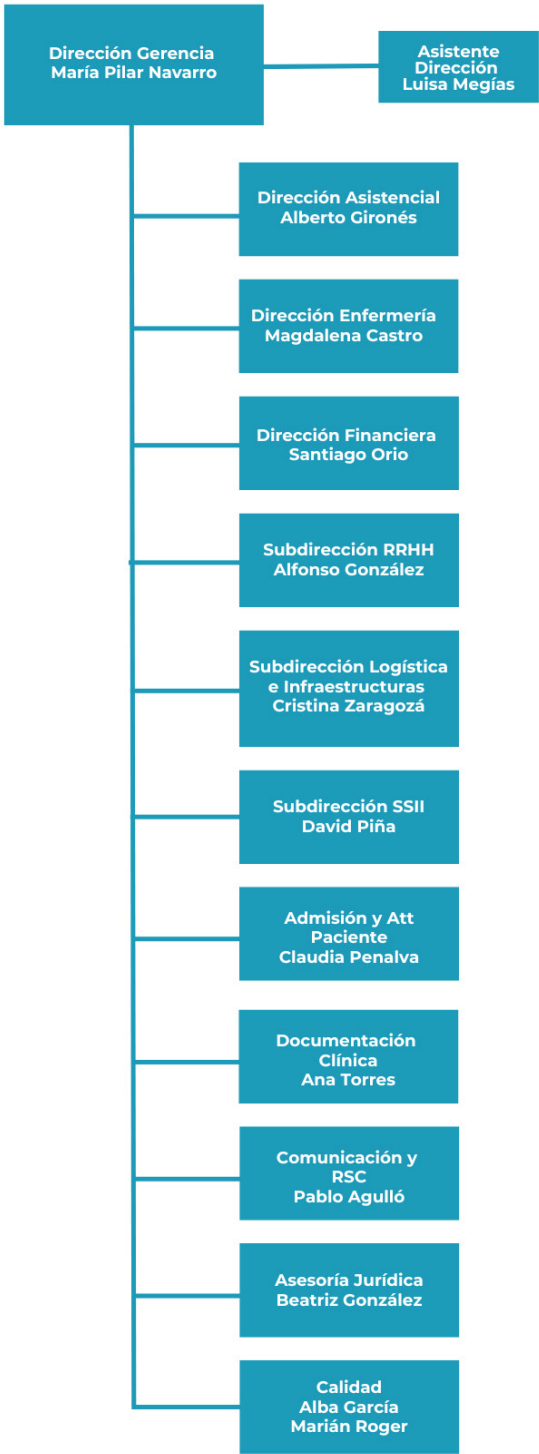 Dirección Gerencia
María Pilar Navarro
Asistente
Dirección
Luisa Megías
Dirección Asistencial
Alberto Gironés
Dirección Enfermería
Magdalena Castro
Dirección Financiera
Santiago Orio
Subdirección RRHH
Alfonso González
Subdirección Logística
e Infraestructuras
Cristina Zaragozá
Subdirección SSII
David Piña
Admisión y Att
Paciente
Claudia Penalva
Documentación
Clínica
Ana Torres
Comunicación y
RSC
Pablo Agulló
Asesoría Jurídica
Beatriz González
Calidad
Alba García
Marián Roger